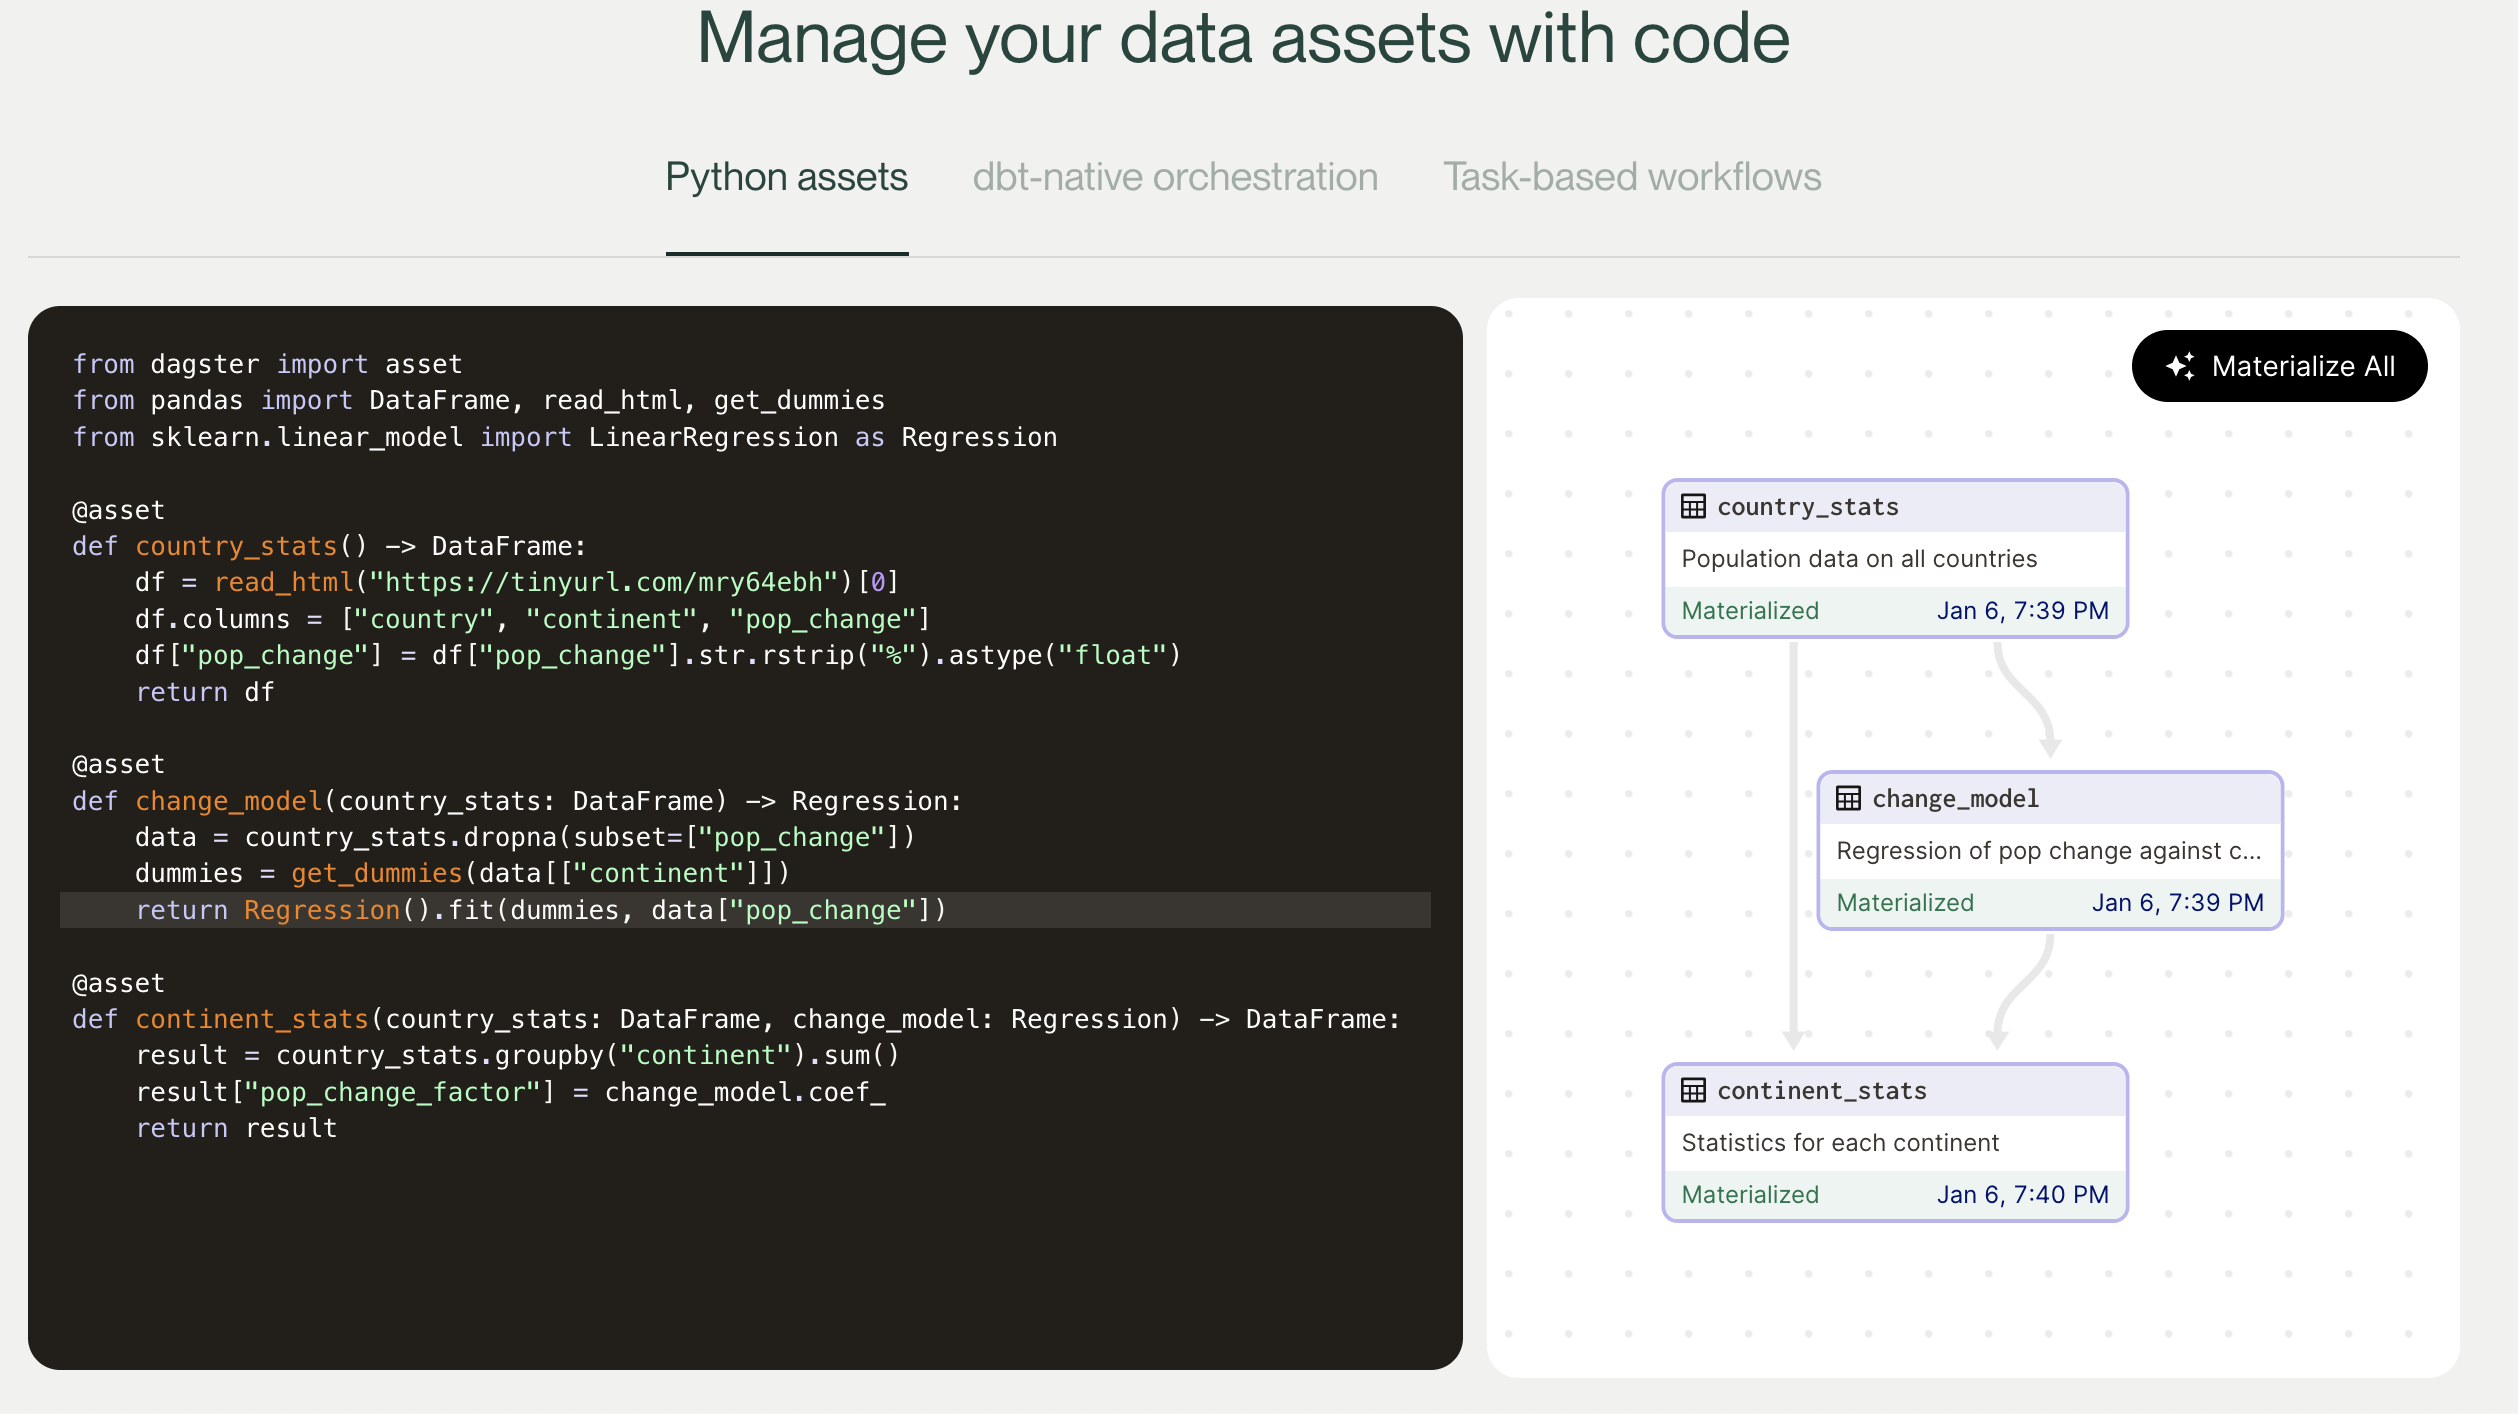 Manage your data assets with code
Python assets
dbt-native orchestration
Task-based workflows
from dagster import asset
from pandas import DataFrame, read_html, get_dummies
from sklearn.linear_model import LinearRegression as Regression
@asset
def country_stats() -> DataFrame:
    df = read_html("https://tinyurl.com/mry64ebh")[0]
    df.columns = ["country", "continent", "pop_change"]
    df["pop_change"] = df["pop_change"].str.rstrip("%").astype("float")
    return df
@asset
def change_model(country_stats: DataFrame) -> Regression:
    data = country_stats.dropna(subset=["pop_change"])
    dummies = get_dummies(data[["continent"]])
    return Regression().fit(dummies, data["pop_change"])
@asset
def continent_stats(country_stats: DataFrame, change_model: Regression) -> DataFrame:
    result = country_stats.groupby("continent").sum()
    result["pop_change_factor"] = change_model.coef_
    return result
Materialize All
country_stats
Population data on all countries
Materialized Jan 6, 7:39 PM
change_model
Regression of pop change against c...
Materialized Jan 6, 7:39 PM
continent_stats
Statistics for each continent
Materialized Jan 6, 7:40 PM